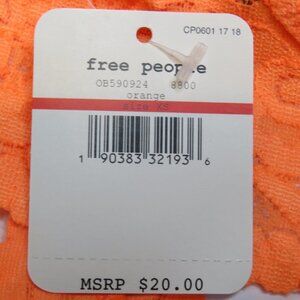 CP0601 17 18
free people
OB590924 8800
orange
size XS
1 90383 32193 6
MSRP $20.00